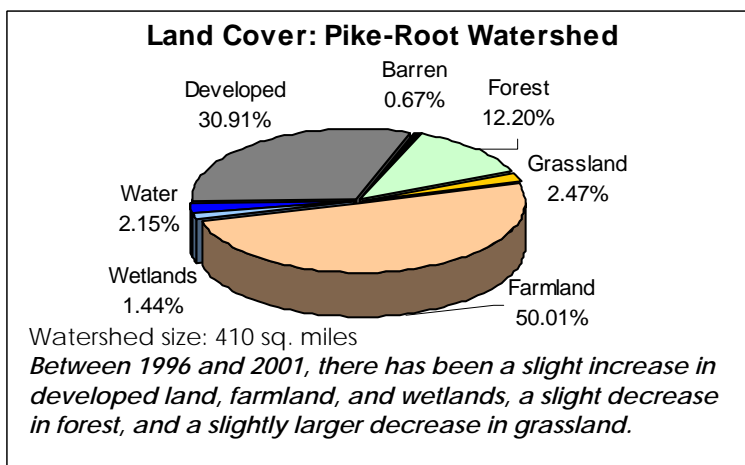 Land Cover: Pike-Root Watershed
Barren
0.67%
Developed
30.91%
Forest
12.20%
Grassland
2.47%
Water
2.15%
Wetlands
1.44%
Farmland
50.01%
Watershed size: 410 sq. miles
Between 1996 and 2001, there has been a slight increase in
developed land, farmland, and wetlands, a slight decrease
in forest, and a slightly larger decrease in grassland.